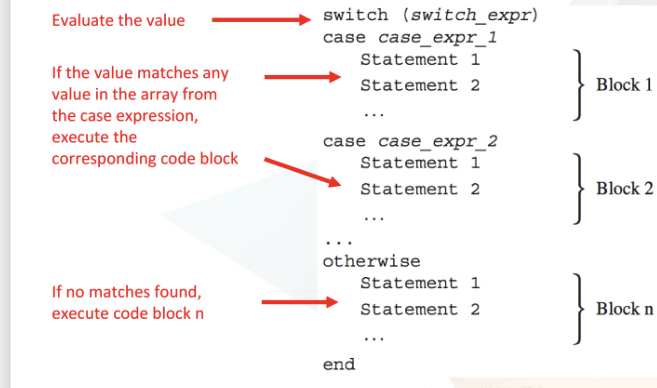 Evaluate the value
switch (switch_expr)
case case_expr_1
Statement 1
Statement 2
...
Block 1
If the value matches any
value in the array from
the case expression,
execute the
corresponding code block
case case_expr_2
Statement 1
Statement 2
...
Block 2
...
otherwise
Statement 1
Statement 2
...
Block n
If no matches found,
execute code block n
end